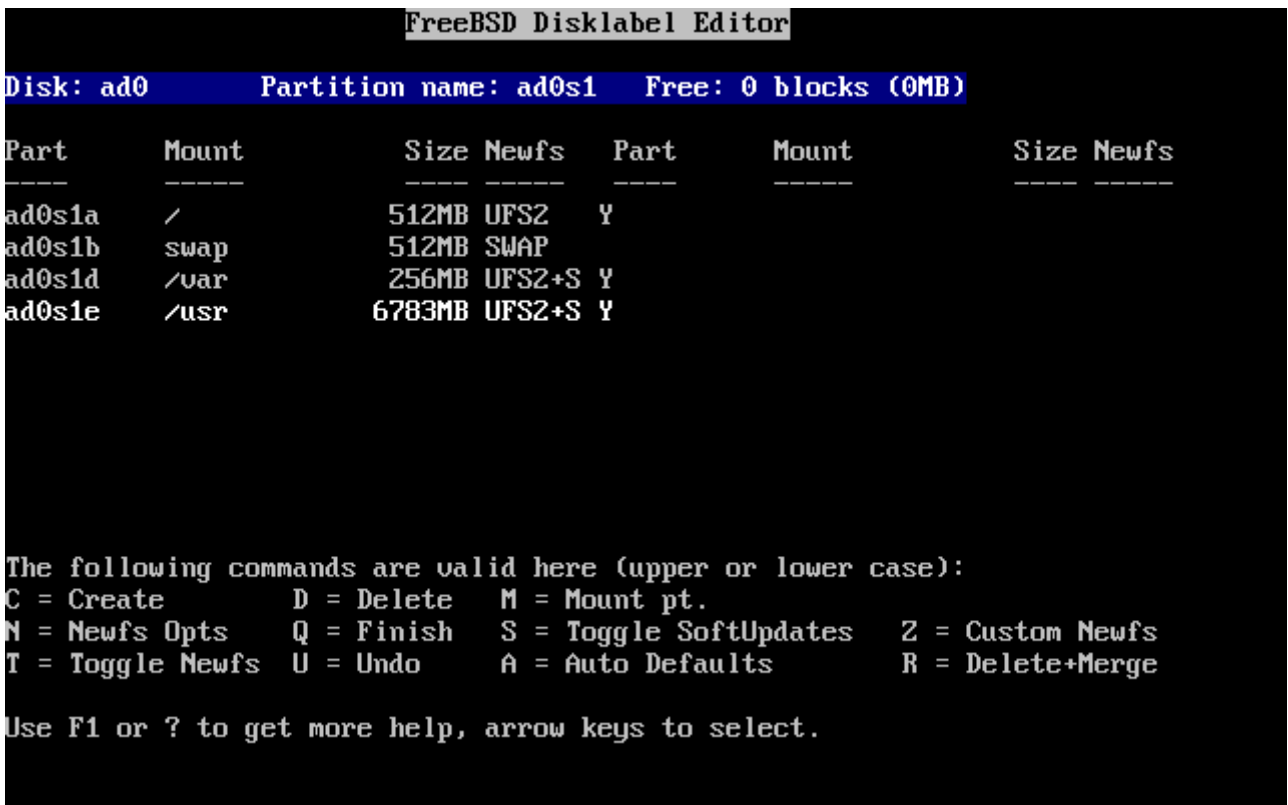 FreeBSD Disklabel Editor
Disk: ad0 Partition name: ad0s1 Free: 0 blocks (0MB)
Part Mount Size Newfs Part Mount Size Newfs
---- ----- ---- ----- ---- ----- ---- -----
ad0s1a / 512MB UFS2 Y
ad0s1b swap 512MB SWAP
ad0s1d /var 256MB UFS2+S Y
ad0s1e /usr 6783MB UFS2+S Y
The following commands are valid here (upper or lower case):
C = Create D = Delete M = Mount pt.
N = Newfs Opts Q = Finish S = Toggle SoftUpdates Z = Custom Newfs
T = Toggle Newfs U = Undo A = Auto Defaults R = Delete+Merge
Use F1 or ? to get more help, arrow keys to select.